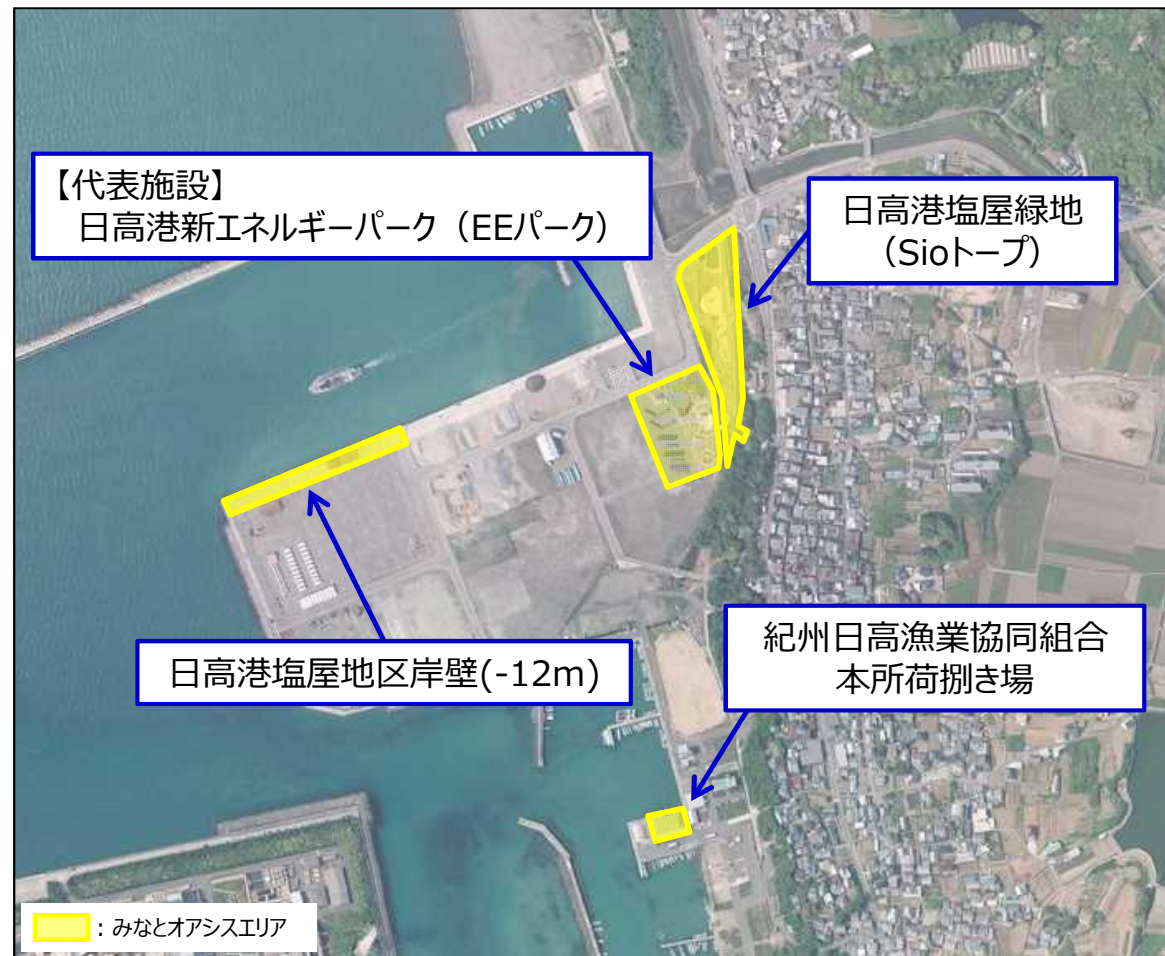 【代表施設】
日高港新エネルギーパーク（EEパーク）
日高港塩屋緑地
（Sioトープ）
日高港塩屋地区岸壁(-12m)
紀州日高漁業協同組合
本所荷捌き場
：みなとオアシスエリア